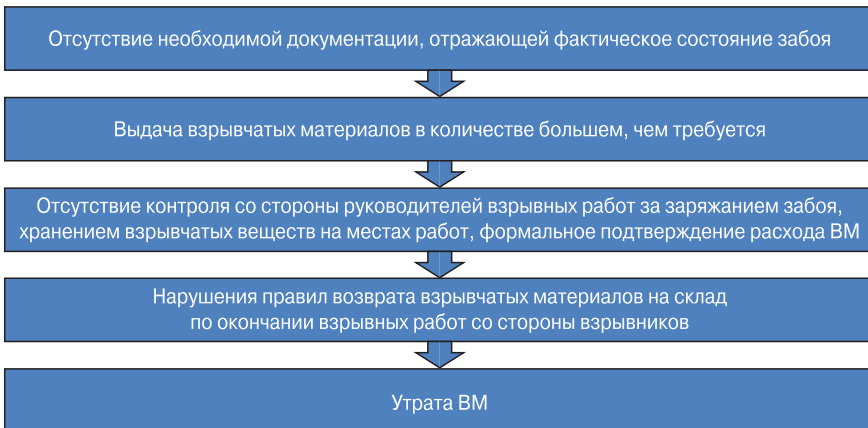 Отсутствие необходимой документации, отражающей фактическое состояние забоя
Выдача взрывчатых материалов в количестве большем, чем требуется
Отсутствие контроля со стороны руководителей взрывных работ за заряжанием забоя,
хранением взрывчатых веществ на местах работ, формальное подтверждение расхода ВМ
Нарушения правил возврата взрывчатых материалов на склад
по окончании взрывных работ со стороны взрывников
Утрата ВМ